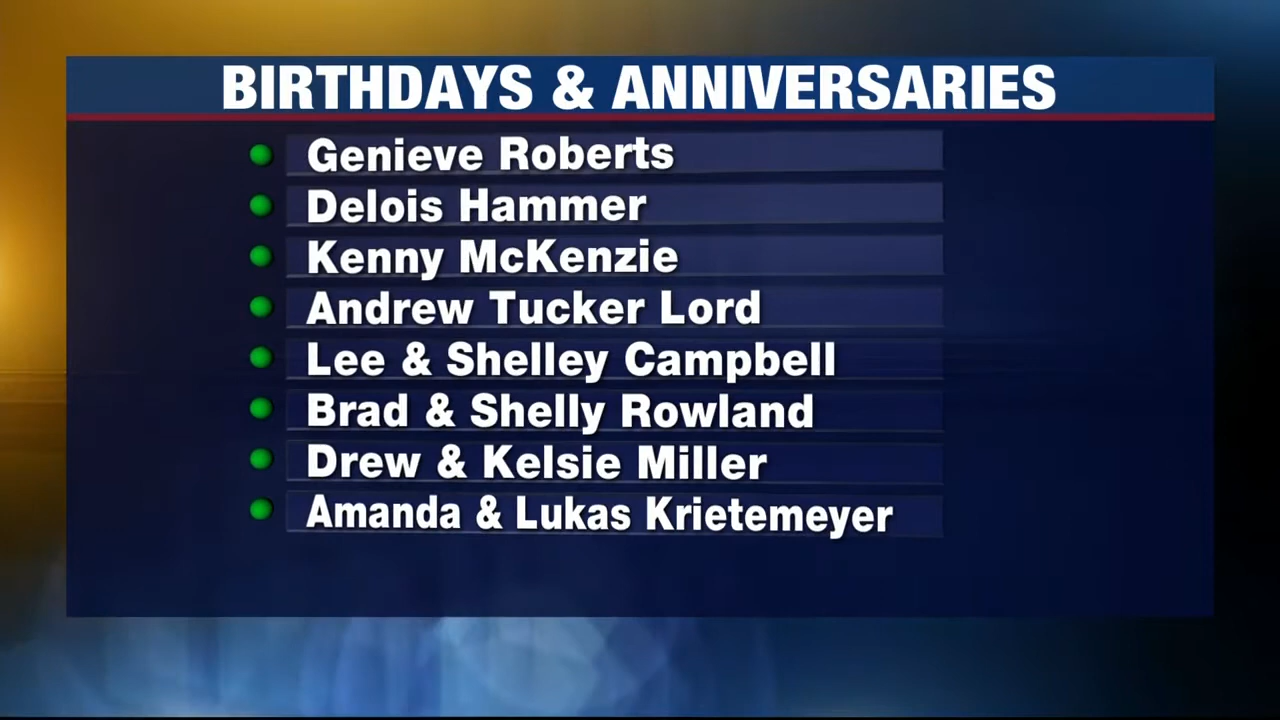 BIRTHDAYS & ANNIVERSARIES
Genieve Roberts
Delois Hammer
Kenny McKenzie
Andrew Tucker Lord
Lee & Shelley Campbell
Brad & Shelly Rowland
Drew & Kelsie Miller
Amanda & Lukas Krietemeyer